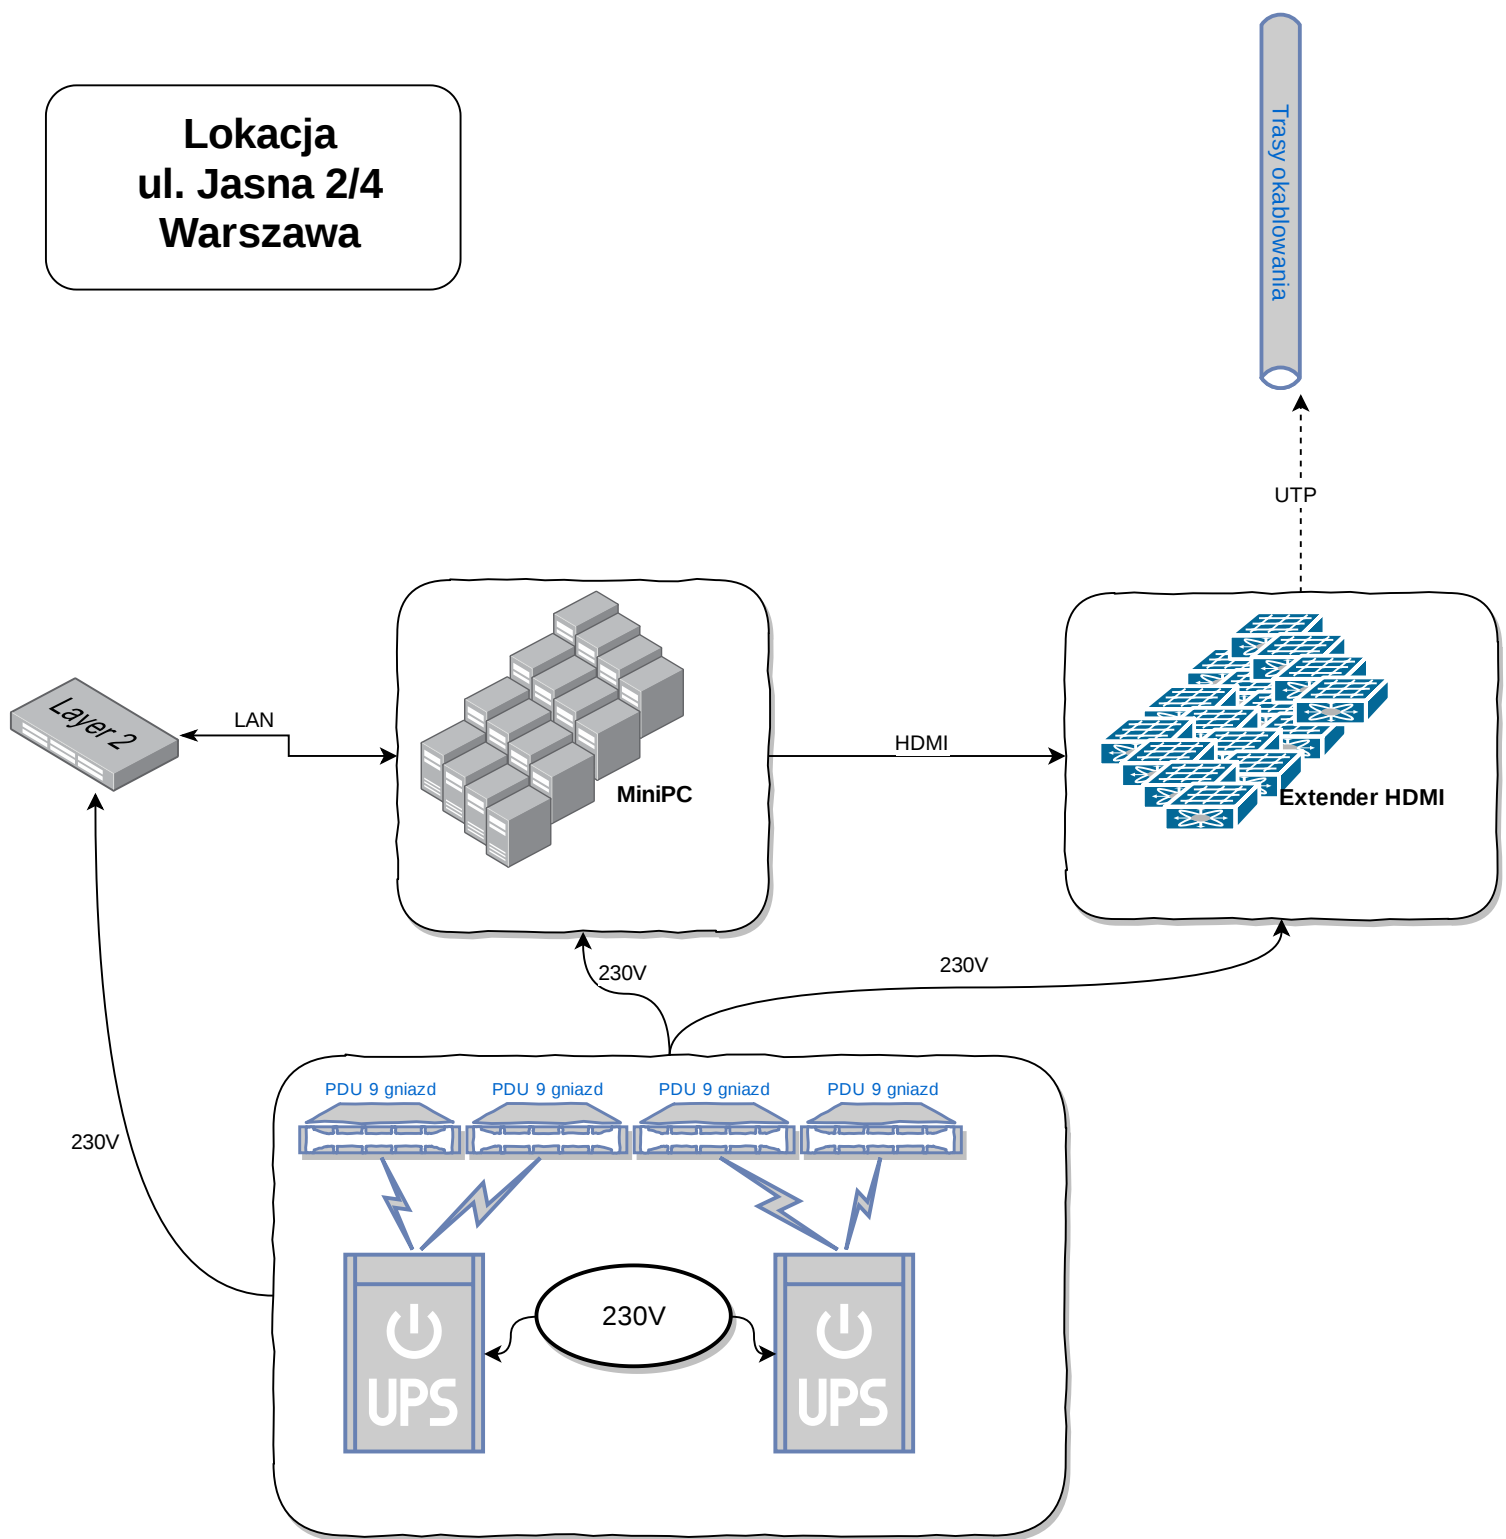 Lokacja
ul. Jasna 2/4
Warszawa
Trasy okablowania
UTP
Layer 2
LAN
MiniPC
HDMI
Extender HDMI
230V
230V
230V
PDU 9 gniazd
PDU 9 gniazd
PDU 9 gniazd
PDU 9 gniazd
230V
UPS
UPS